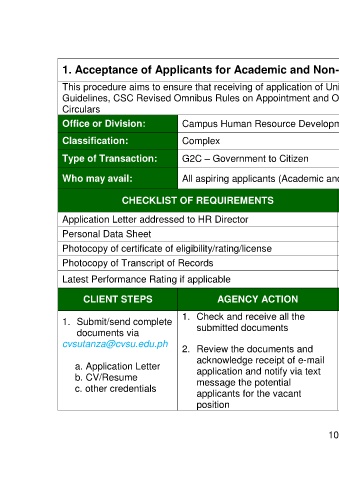 1. Acceptance of Applicants for Academic and Non-
This procedure aims to ensure that receiving of application of Uni
Guidelines, CSC Revised Omnibus Rules on Appointment and O
Circulars
Office or Division: Campus Human Resource Developm
Classification: Complex
Type of Transaction: G2C – Government to Citizen
Who may avail: All aspiring applicants (Academic and
CHECKLIST OF REQUIREMENTS
Application Letter addressed to HR Director
Personal Data Sheet
Photocopy of certificate of eligibility/rating/license
Photocopy of Transcript of Records
Latest Performance Rating if applicable
CLIENT STEPS AGENCY ACTION
1. Submit/send complete
documents via
cvsutanza@cvsu.edu.ph
a. Application Letter
b. CV/Resume
c. other credentials
1. Check and receive all the
submitted documents
2. Review the documents and
acknowledge receipt of e-mail
application and notify via text
message the potential
applicants for the vacant
position
10